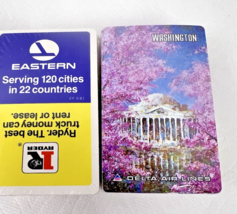 EASTERN
Serving 120 cities
in 22 countries
Ryder. The best
truck money can
rent or lease.
RYDER
WASHINGTON
DELTA AIR LINES